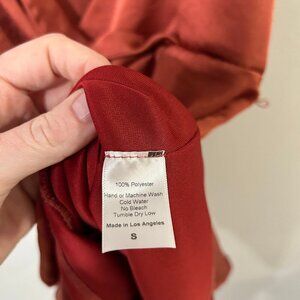 100% Polyester
Hand or Machine Wash
Cold Water
No Bleach
Tumble Dry Low
Made in Los Angeles
S